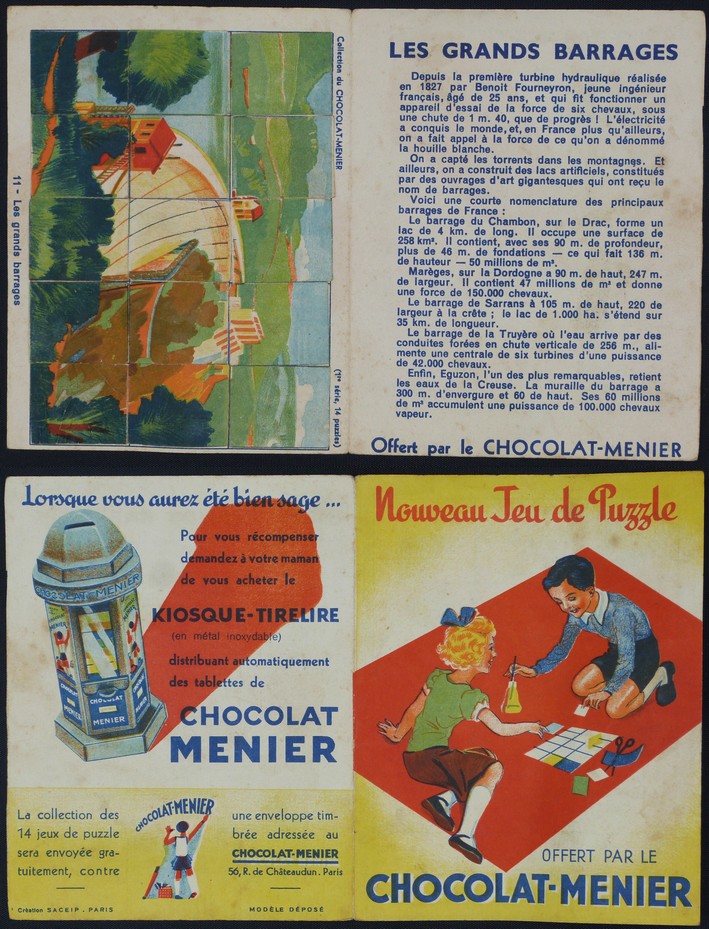 Collection du CHOCOLAT-MENIER
(1re série, 14 puzzles)
11 - Les grands barrages
LES GRANDS BARRAGES
Depuis la première turbine hydraulique réalisée
en 1827 par Benoit Fourneyron, jeune ingénieur
français, âgé de 25 ans, et qui fit fonctionner un
appareil d'essai de la force de six chevaux, sous
une chute de 1 m. 40, que de progrès ! L'électricité
a conquis le monde, et, en France plus qu'ailleurs,
on a fait appel à la force de ce qu'on a dénommé
la houille blanche.
On a capté les torrents dans les montagnes. Et
ailleurs, on a construit des lacs artificiels, constitués
par des ouvrages d'art gigantesques qui ont reçu le
nom de barrages.
Voici une courte nomenclature des principaux
barrages de France :
Le barrage du Chambon, sur le Drac, forme un
lac de 4 km. de long. Il occupe une surface de
258 km². Il contient, avec ses 90 m. de profondeur,
plus de 46 m. de fondations — ce qui fait 136 m.
de hauteur — 50 millions de m³.
Marèges, sur la Dordogne a 90 m. de haut, 247 m.
de largeur. Il contient 47 millions de m³ et donne
une force de 150.000 chevaux.
Le barrage de Sarrans à 105 m. de haut, 220 de
largeur à la crête ; le lac de 1.000 ha. s'étend sur
35 km. de longueur.
Le barrage de la Truyère où l'eau arrive par des
conduites forées en chute verticale de 256 m., ali-
mente une centrale de six turbines d'une puissance
de 42.000 chevaux.
Enfin, Eguzon, l'un des plus remarquables, retient
les eaux de la Creuse. La muraille du barrage a
300 m. d'envergure et 60 de haut. Ses 60 millions
de m³ accumulent une puissance de 100.000 chevaux
vapeur.
Offert par le CHOCOLAT-MENIER
Lorsque vous aurez été bien sage ...
Pour vous récompenser
demandez à votre maman
de vous acheter le
KIOSQUE-TIRELIRE
(en métal inoxydable)
distribuant automatiquement
des tablettes de
CHOCOLAT
MENIER
CHOCOLAT-MENIER
MENIER
CHOCOLAT
MENIER
La collection des
14 jeux de puzzle
sera envoyée gra-
tuitement, contre
CHOCOLAT-MENIER
une enveloppe tim-
brée adressée au
CHOCOLAT-MENIER
56, R. de Châteaudun. Paris
Création SACEIP. PARIS
MODÈLE DÉPOSÉ
Nouveau Jeu de Puzzle
OFFERT PAR LE
CHOCOLAT-MENIER